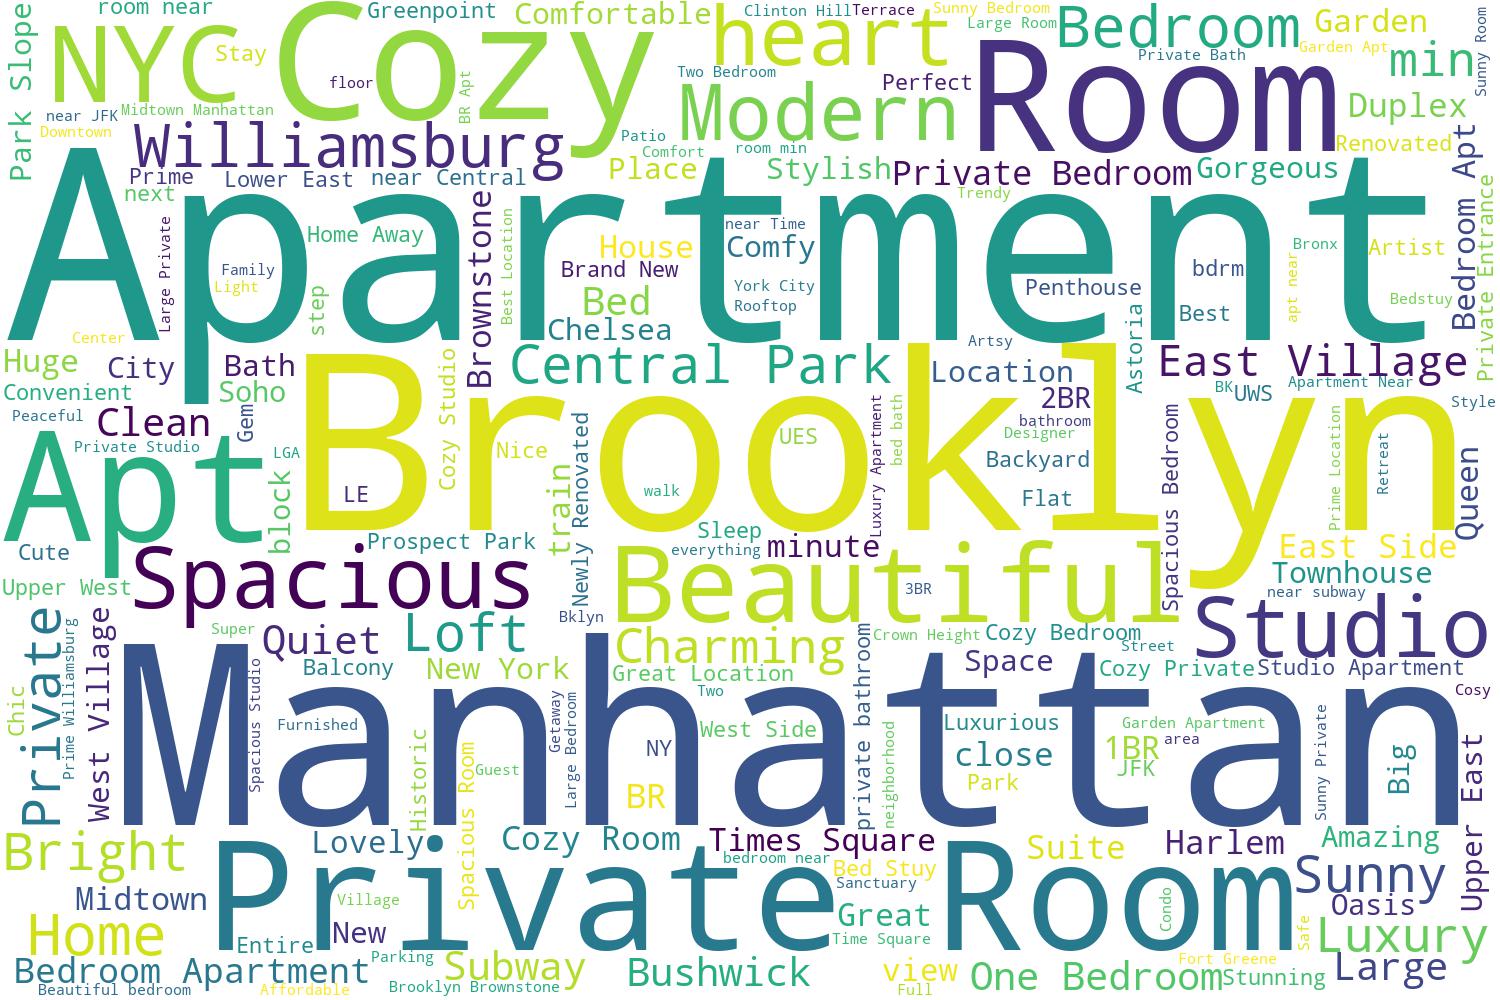 room near
Greenpoint
Comfortable
Clinton Hill
Terrace
Sunny Bedroom
Large Room
Bedroom
Garden
Garden Apt
min
Sunny Room
Park Slope
NYC
Stay
Cozy
heart
Room
Private Bath
floor
BR Apt
Two Bedroom
Perfect
Modern
Duplex
near JFK
Midtown Manhattan
Downtown
Williamsburg
Patio
Comfort
room min
Renovated
Bedroom Apt
Prime
Lower East
near Central
Place
Stylish
Private Bedroom
Gorgeous
next
Trendy
Private Entrance
Apartment
Large Private
Home Away
Brownstone
Best Location
House
near Time
Comfy
Bronx
Artist
Family
Light
Brand New
York City
Rooftop
Penthouse
bdrm
apt near
Bedstuy
step
Bed
Best
Center
Chelsea
Artsy
Astoria
Huge
City
Bath
Central Park
Location
East Village
Convenient
Soho
Cozy Studio
2BR
BK
UWS
Apartment Near
Style
Peaceful
Clean
Gem
Brooklyn
Luxury Apartment
bed bath
bathroom
Designer
Spacious Bedroom
Prime Location
Retreat
Queen
Private Studio
LGA
Nice
UES
Backyard
Apt
block
LE
train
Newly Renovated
walk
Flat
Cute
Prospect Park
Sleep
everything
minute
East Side
Upper West
Spacious
Beautiful
3BR
Townhouse
near subway
Bklyn
Studio
Private
Prime Williamsburg
West Village
Super
Quiet
Loft
Charming
private bathroom
Crown Height
Cozy Bedroom
Street
Chic
Spacious Studio
Balcony
New York
Great Location
Space
Cozy Private
Studio Apartment
Manhattan
Furnished
Getaway
Large Bedroom
Two
Cosy
Historic
Spacious Room
Guest
NY
West Side
neighborhood
Luxurious
Garden Apartment
close
1BR
area
JFK
Sunny Private
Big
Upper East
BR
Park
Bright
Lovely
Cozy Room
Times Square
Suite
Harlem
Amazing
Private Room
bedroom near
Bed Stuy
Sanctuary
Sunny
Midtown
Village
Condo
Oasis
Home
New
Great
Time Square
Safe
Luxury
Entire
Parking
Bedroom Apartment
Subway
Bushwick
view
One Bedroom
Fort Greene
Stunning
Large
Beautiful bedroom
Affordable
Brooklyn Brownstone
Full